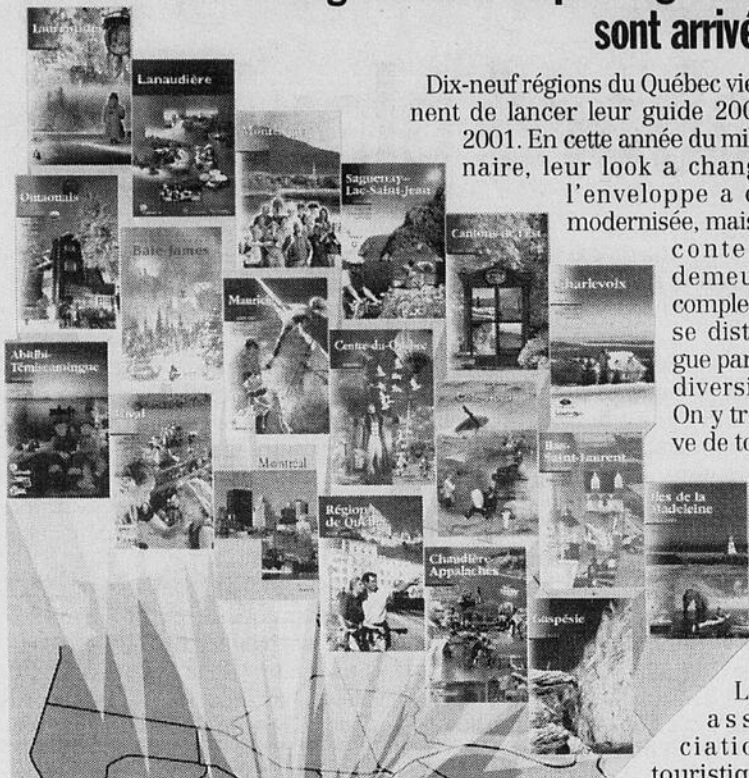 sont arrivé
Dix-neuf régions du Québec vie
nent de lancer leur guide 200
2001. En cette année du mi
naire, leur look a chang
l'enveloppe a
modernisée, mais
conte
demeu
comple
se dist
gue par
diversi
On y tr
ve de to
L
ass
ciatio
touristiq
Laurentides
Lanaudière
Montérégie
Saguenay-
Lac-Saint-Jean
Outaouais
Baie-James
Mauricie
Cantons-de-l'Est
Charlevoix
Centre-du-Québec
Abitibi-
Témiscamingue
Laval
Montréal
Bas-
Saint-Laurent
Îles de la
Madeleine
Région
de Québec
Chaudière-
Appalaches
Gaspésie